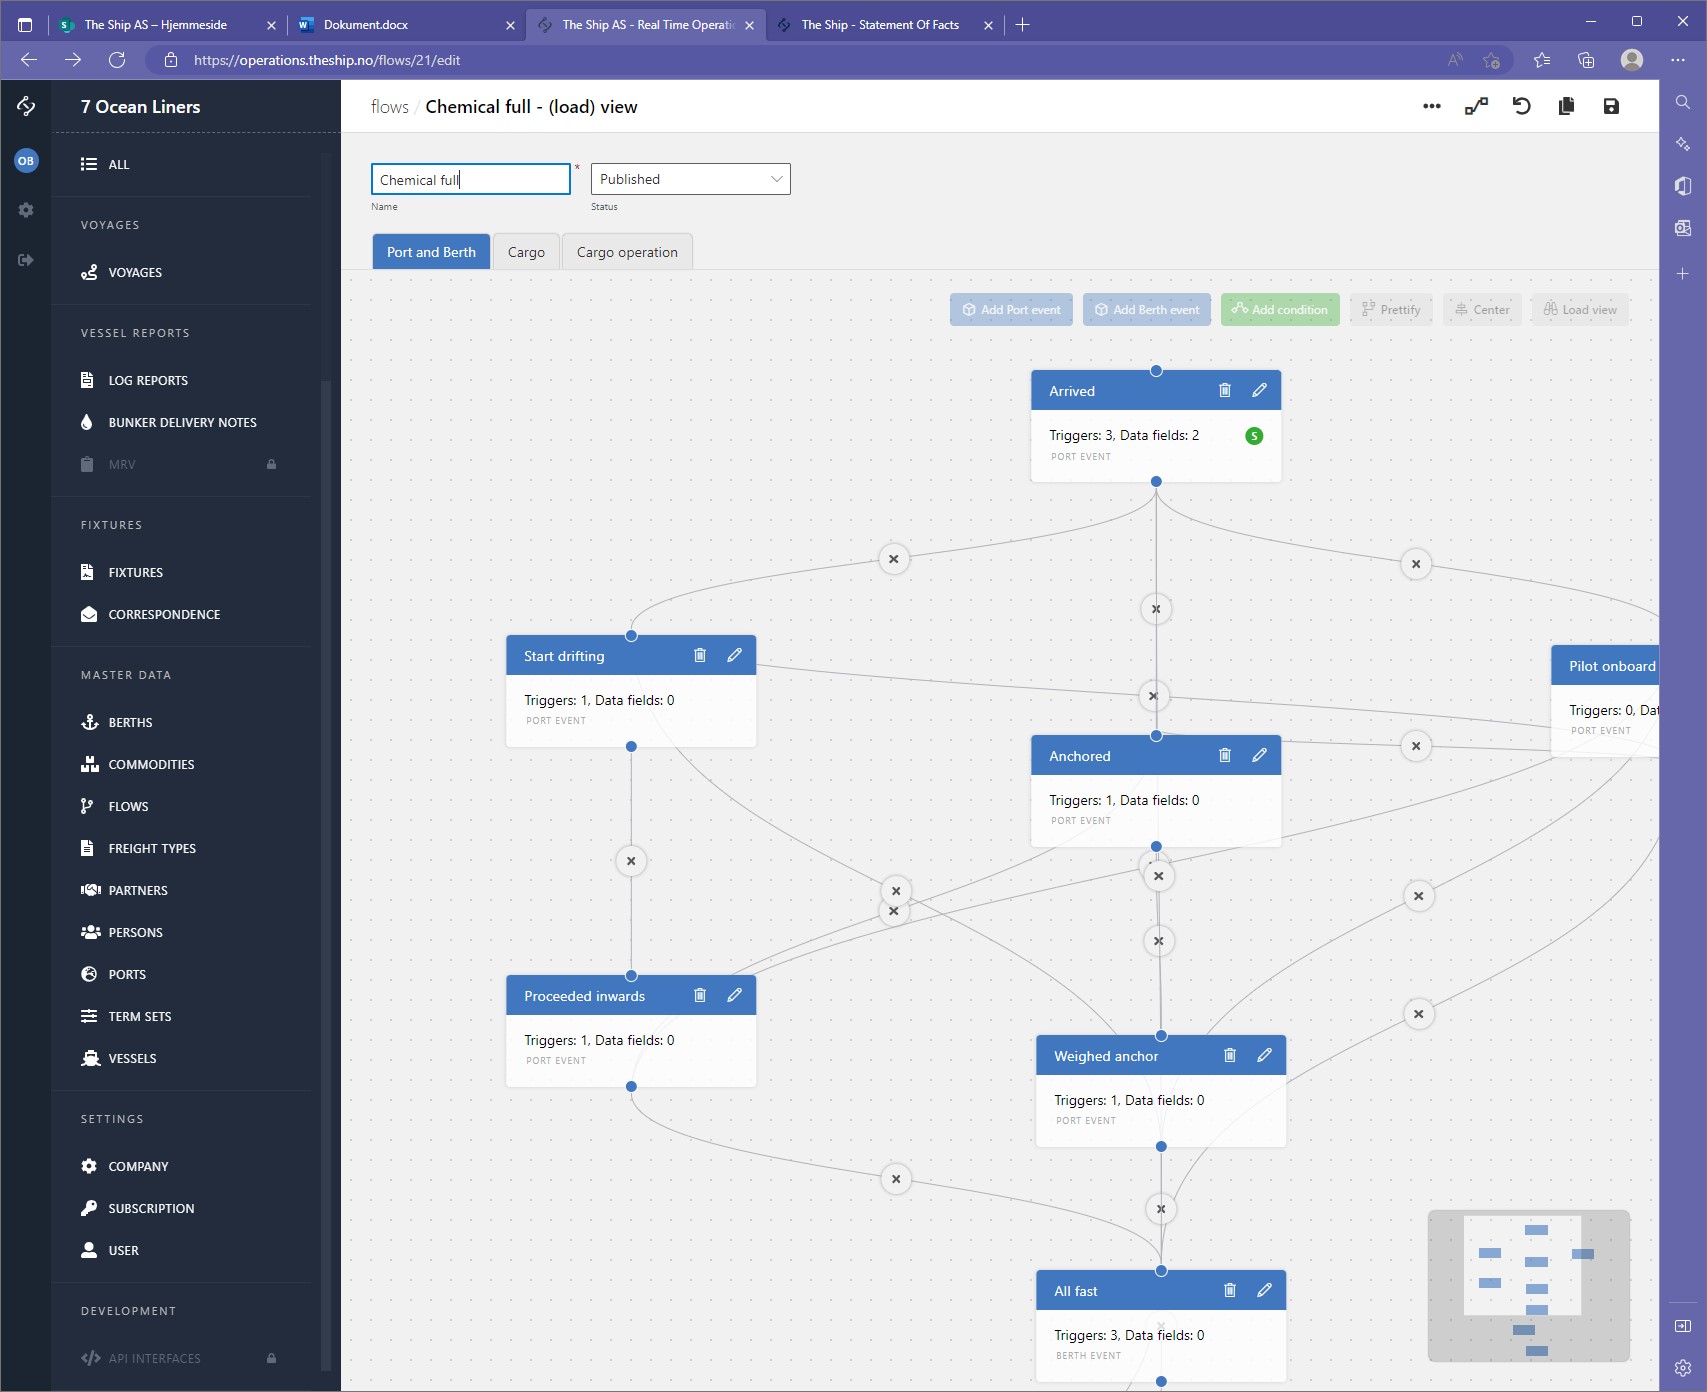 The Ship AS – Hjemmeside
Dokument.docx
The Ship AS - Real Time Operatio
The Ship - Statement Of Facts
https://operations.theship.no/flows/21/edit
7 Ocean Liners
flows / Chemical full - (load) view
OB
ALL
VOYAGES
VOYAGES
VESSEL REPORTS
LOG REPORTS
BUNKER DELIVERY NOTES
MRV
FIXTURES
FIXTURES
CORRESPONDENCE
MASTER DATA
BERTHS
COMMODITIES
FLOWS
FREIGHT TYPES
PARTNERS
PERSONS
PORTS
TERM SETS
VESSELS
SETTINGS
COMPANY
SUBSCRIPTION
USER
DEVELOPMENT
API INTERFACES
Chemical full *
Name
Published
Status
Port and Berth
Cargo
Cargo operation
Add Port event
Add Berth event
Add condition
Prettify
Center
Load view
Arrived
Triggers: 3, Data fields: 2
S
PORT EVENT
Start drifting
Triggers: 1, Data fields: 0
PORT EVENT
Pilot onboard
Triggers: 0, Dat
PORT EVENT
Anchored
Triggers: 1, Data fields: 0
PORT EVENT
Proceeded inwards
Triggers: 1, Data fields: 0
PORT EVENT
Weighed anchor
Triggers: 1, Data fields: 0
PORT EVENT
All fast
Triggers: 3, Data fields: 0
BERTH EVENT